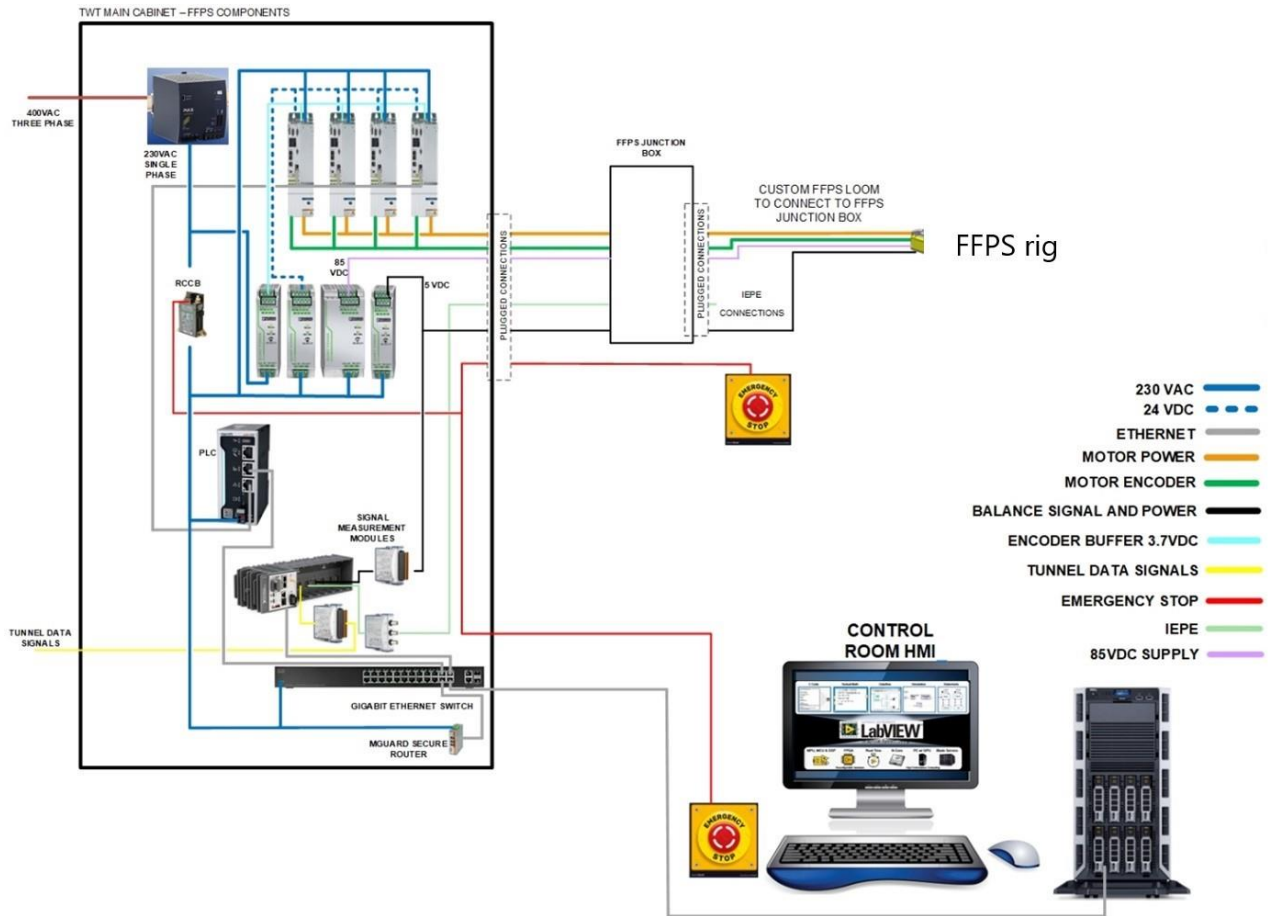 TWT MAIN CABINET – FFPS COMPONENTS
400VAC
THREE PHASE
230VAC
SINGLE
PHASE
FFPS JUNCTION
BOX
CUSTOM FFPS LOOM
TO CONNECT TO FFPS
JUNCTION BOX
PLUGGED CONNECTIONS
PLUGGED CONNECTIONS
FFPS rig
85
VDC
5 VDC
RCCB
IEPE
CONNECTIONS
EMERGENCY
STOP
PLC
SIGNAL
MEASUREMENT
MODULES
TUNNEL DATA
SIGNALS
GIGABIT ETHERNET SWITCH
MGUARD SECURE
ROUTER
230 VAC
24 VDC
ETHERNET
MOTOR POWER
MOTOR ENCODER
BALANCE SIGNAL AND POWER
ENCODER BUFFER 3.7VDC
TUNNEL DATA SIGNALS
EMERGENCY STOP
IEPE
85VDC SUPPLY
EMERGENCY
STOP
CONTROL
ROOM HMI
LabVIEW